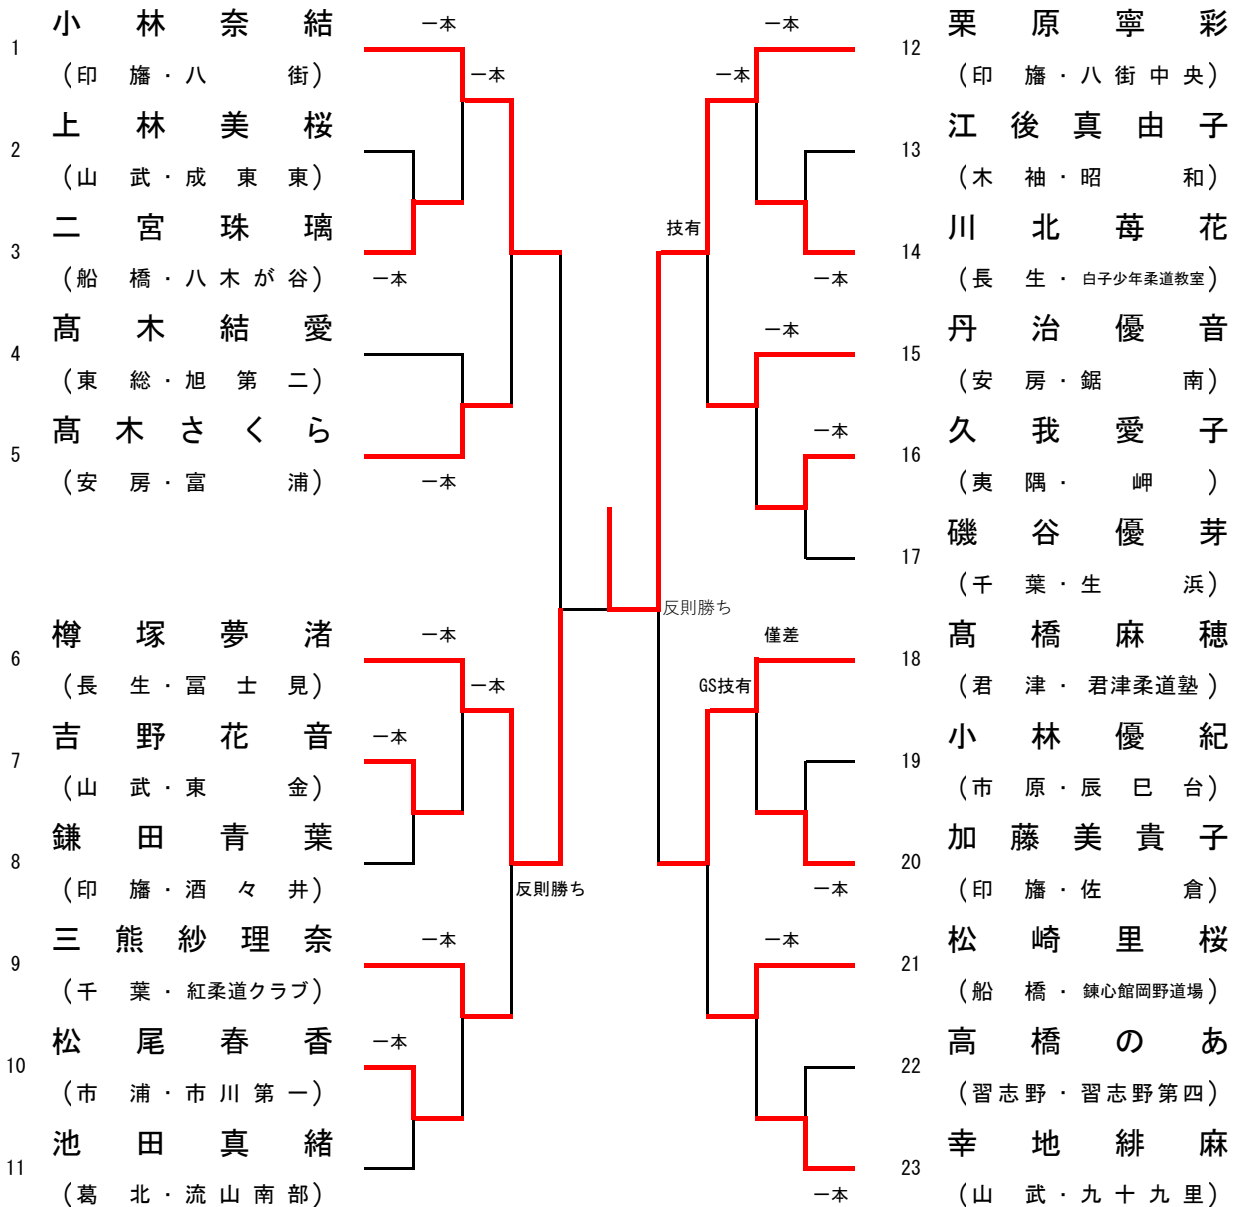 小林奈結 一本
1
(印旛・八街) 一本
上林美桜
2
(山武・成東東)
二宮珠璃
3
(船橋・八木が谷) 一本
髙木結愛
4
(東総・旭第二)
髙木さくら
5
(安房・富浦) 一本
樽塚夢渚 一本
6
(長生・冨士見) 一本
吉野花音 一本
7
(山武・東金)
鎌田青葉
8
(印旛・酒々井) 反則勝ち
三熊紗理奈 一本
9
(千葉・紅柔道クラブ)
松尾春香 一本
10
(市浦・市川第一)
池田真緒
11
(葛北・流山南部)
反則勝ち
一本 栗原寧彩
12
一本 (印旛・八街中央)
江後真由子
13
(木袖・昭和)
技有 川北苺花
14
一本 (長生・白子少年柔道教室)
一本 丹治優音
15
(安房・鋸南)
一本 久我愛子
16
(夷隅・岬)
磯谷優芽
17
(千葉・生浜)
僅差 髙橋麻穂
18
GS技有 (君津・君津柔道塾)
小林優紀
19
(市原・辰巳台)
加藤美貴子
20
一本 (印旛・佐倉)
一本 松崎里桜
21
(船橋・錬心館岡野道場)
高橋のあ
22
(習志野・習志野第四)
幸地緋麻
23
一本 (山武・九十九里)